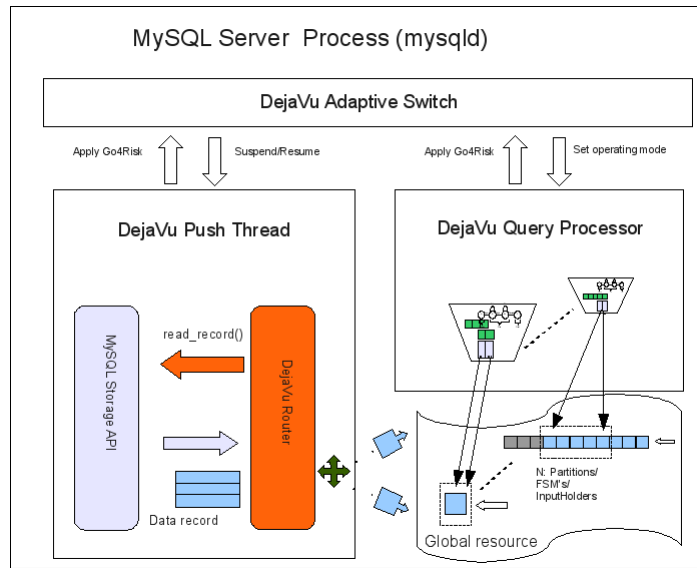 MySQL Server Process (mysqld)
DejaVu Adaptive Switch
Apply Go4Risk
Suspend/Resume
Apply Go4Risk
Set operating mode
DejaVu Push Thread
DejaVu Query Processor
MySQL Storage API
read_record()
DejaVu Router
Data record
N: Partitions/
FSM's/
InputHolders
Global resource